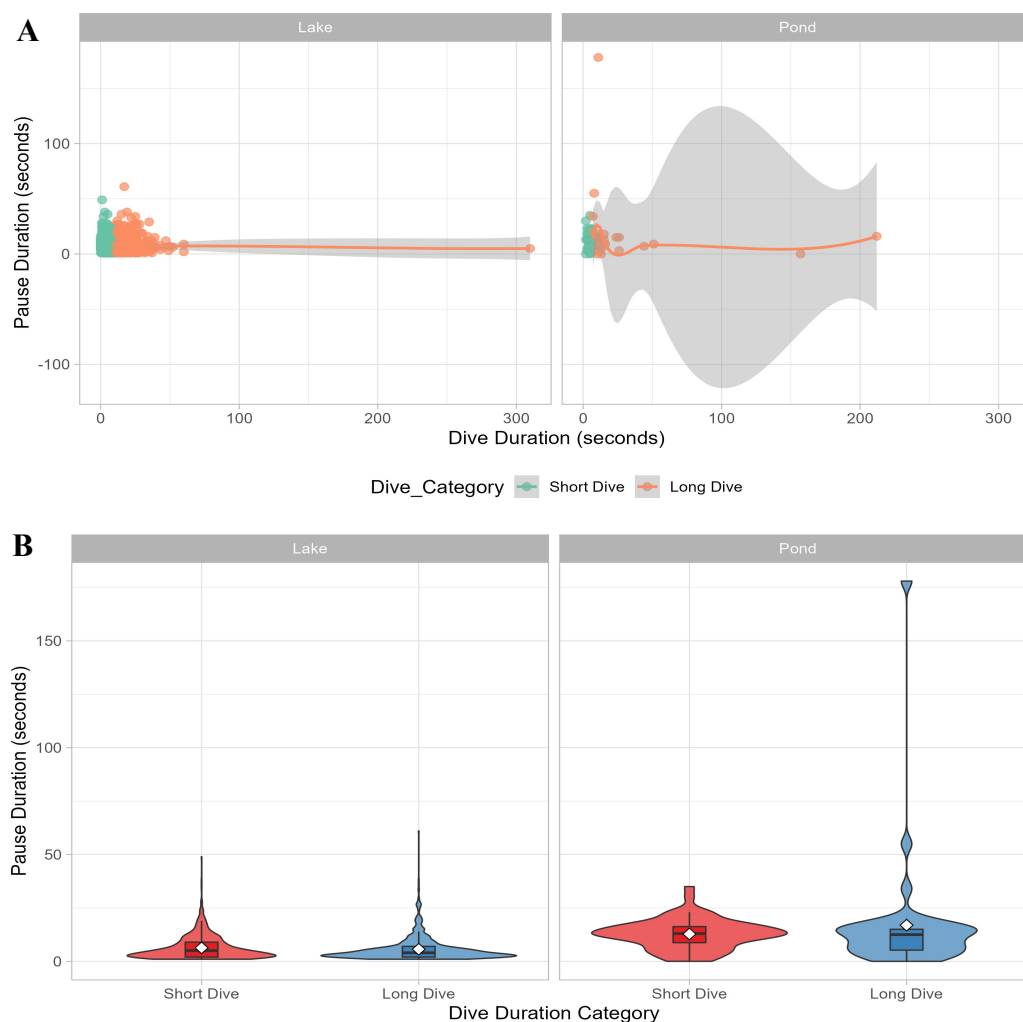 A
Lake Pond
Pause Duration (seconds)
100
0
-100
0 100 200 300 0 100 200 300
Dive Duration (seconds)
Dive_Category Short Dive Long Dive
B
Lake Pond
Pause Duration (seconds)
150
100
50
0
Short Dive Long Dive Short Dive Long Dive
Dive Duration Category